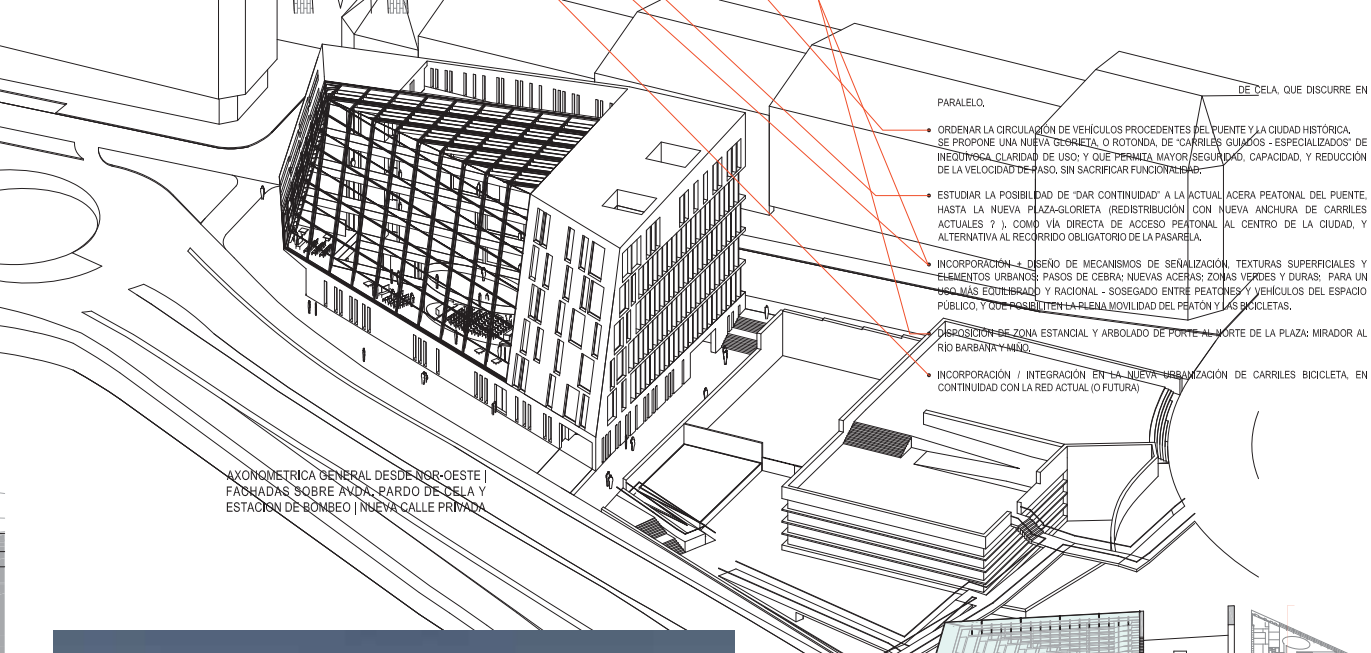 DE CELA, QUE DISCURRE EN
PARALELO.
ORDENAR LA CIRCULACIÓN DE VEHÍCULOS PROCEDENTES DEL PUENTE Y LA CIUDAD HISTÓRICA.
SE PROPONE UNA NUEVA GLORIETA, O ROTONDA, DE "CARRILES GUIADOS - ESPECIALIZADOS" DE
INEQUÍVOCA CLARIDAD DE USO; Y QUE PERMITA MAYOR SEGURIDAD, CAPACIDAD, Y REDUCCIÓN
DE LA VELOCIDAD DE PASO, SIN SACRIFICAR FUNCIONALIDAD.
ESTUDIAR LA POSIBILIDAD DE "DAR CONTINUIDAD" A LA ACTUAL ACERA PEATONAL DEL PUENTE,
HASTA LA NUEVA PLAZA-GLORIETA (REDISTRIBUCIÓN CON NUEVA ANCHURA DE CARRILES
ACTUALES ? ). COMO VÍA DIRECTA DE ACCESO PEATONAL AL CENTRO DE LA CIUDAD, Y
ALTERNATIVA AL RECORRIDO OBLIGATORIO DE LA PASARELA.
INCORPORACIÓN + DISEÑO DE MECANISMOS DE SEÑALIZACIÓN, TEXTURAS SUPERFICIALES Y
ELEMENTOS URBANOS: PASOS DE CEBRA; NUEVAS ACERAS; ZONAS VERDES Y DURAS; PARA UN
USO MÁS EQUILIBRADO Y RACIONAL - SOSEGADO ENTRE PEATONES Y VEHÍCULOS DEL ESPACIO
PÚBLICO, Y QUE POSIBILITEN LA PLENA MOVILIDAD DEL PEATÓN Y LAS BICICLETAS.
DISPOSICIÓN DE ZONA ESTANCIAL Y ARBOLADO DE PORTE AL NORTE DE LA PLAZA: MIRADOR AL
RÍO BARBAÑA Y MIÑO.
INCORPORACIÓN / INTEGRACIÓN EN LA NUEVA URBANIZACIÓN DE CARRILES BICICLETA, EN
CONTINUIDAD CON LA RED ACTUAL (O FUTURA)
AXONOMETRICA GENERAL DESDE NOR-OESTE |
FACHADAS SOBRE AVDA. PARDO DE CELA Y
ESTACION DE BOMBEO | NUEVA CALLE PRIVADA